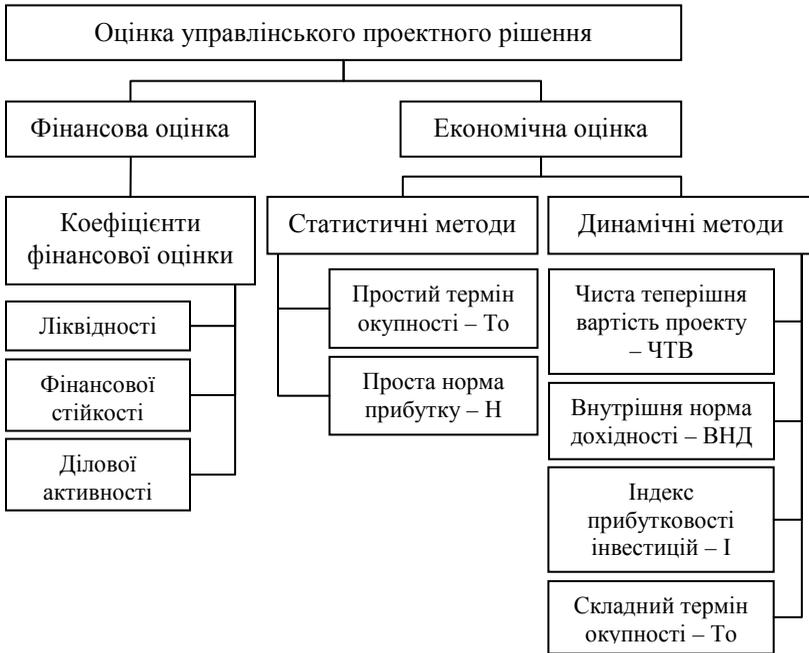 Оцінка управлінського проектного рішення
Фінансова оцінка
Економічна оцінка
Коефіцієнти
фінансової оцінки
Статистичні методи
Динамічні методи
Ліквідності
Фінансової
стійкості
Ділової
активності
Простий термін
окупності – То
Проста норма
прибутку – Н
Чиста теперішня
вартість проекту
– ЧТВ
Внутрішня норма
дохідності – ВНД
Індекс
прибутковості
інвестицій – І
Складний термін
окупності – То